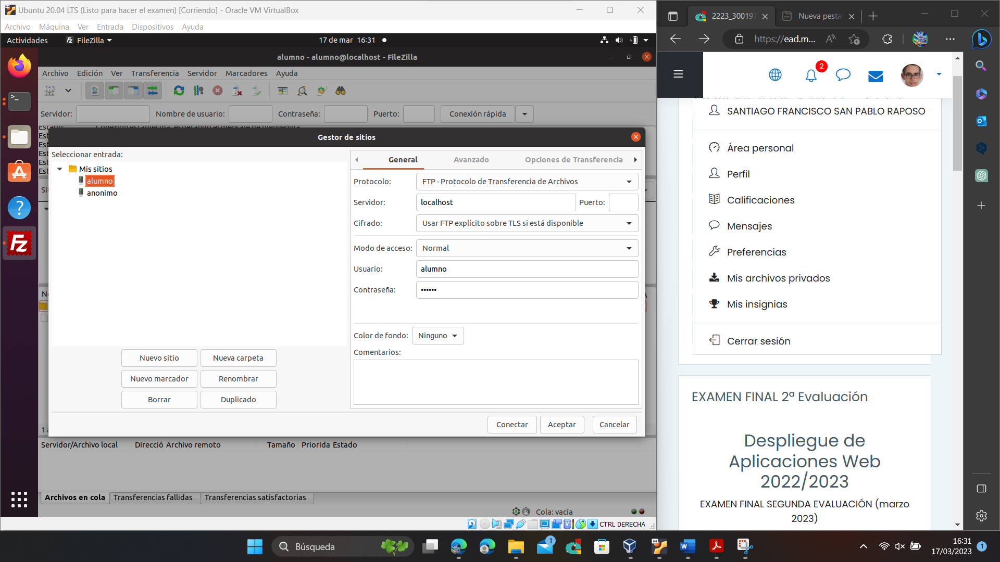 Ubuntu 20.04 LTS (Listo para hacer el examen) [Corriendo] - Oracle VM VirtualBox
Archivo Máquina Ver Entrada Dispositivos Ayuda
Actividades FileZilla 17 de mar 16:31
alumno - alumno@localhost - FileZilla
Archivo Edición Ver Transferencia Servidor Marcadores Ayuda
Servidor: Nombre de usuario: Contraseña: Puerto: Conexión rápida
Gestor de sitios
Seleccionar entrada:
Mis sitios
alumno
anonimo
Nuevo sitio Nueva carpeta
Nuevo marcador Renombrar
Borrar Duplicado
General Avanzado Opciones de Transferencia
Protocolo: FTP - Protocolo de Transferencia de Archivos
Servidor: localhost Puerto:
Cifrado: Usar FTP explícito sobre TLS si está disponible
Modo de acceso: Normal
Usuario: alumno
Contraseña: ••••••
Color de fondo: Ninguno
Comentarios:
Conectar Aceptar Cancelar
Servidor/Archivo local Direcció Archivo remoto Tamaño Priorida Estado
Archivos en cola Transferencias fallidas Transferencias satisfactorias
Cola: vacía
CTRL DERECHA
2223_300197 Nueva pesta
https://ead.m...
2
SANTIAGO FRANCISCO SAN PABLO RAPOSO
Área personal
Perfil
Calificaciones
Mensajes
Preferencias
Mis archivos privados
Mis insignias
Cerrar sesión
EXAMEN FINAL 2ª Evaluación
Despliegue de
Aplicaciones Web
2022/2023
EXAMEN FINAL SEGUNDA EVALUACIÓN (marzo
2023)
Búsqueda
1
16:31
17/03/2023
1